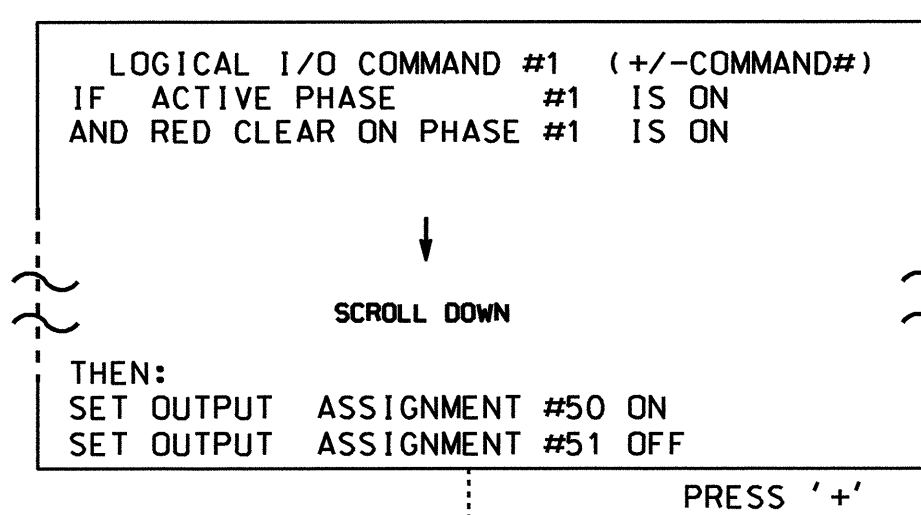 LOGICAL I/O COMMAND #1 (+/-COMMAND#)
IF ACTIVE PHASE #1 IS ON
AND RED CLEAR ON PHASE #1 IS ON
SCROLL DOWN
THEN:
SET OUTPUT ASSIGNMENT #50 ON
SET OUTPUT ASSIGNMENT #51 OFF
PRESS '+'